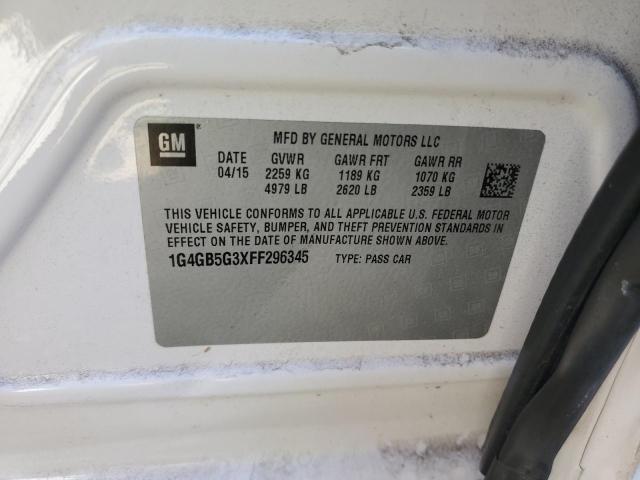 GM
MFD BY GENERAL MOTORS LLC
DATE GVWR GAWR FRT GAWR RR
04/15 2259 KG 1189 KG 1070 KG
4979 LB 2620 LB 2359 LB
THIS VEHICLE CONFORMS TO ALL APPLICABLE U.S. FEDERAL MOTOR
VEHICLE SAFETY, BUMPER, AND THEFT PREVENTION STANDARDS IN
EFFECT ON THE DATE OF MANUFACTURE SHOWN ABOVE.
1G4GB5G3XFF296345 TYPE: PASS CAR